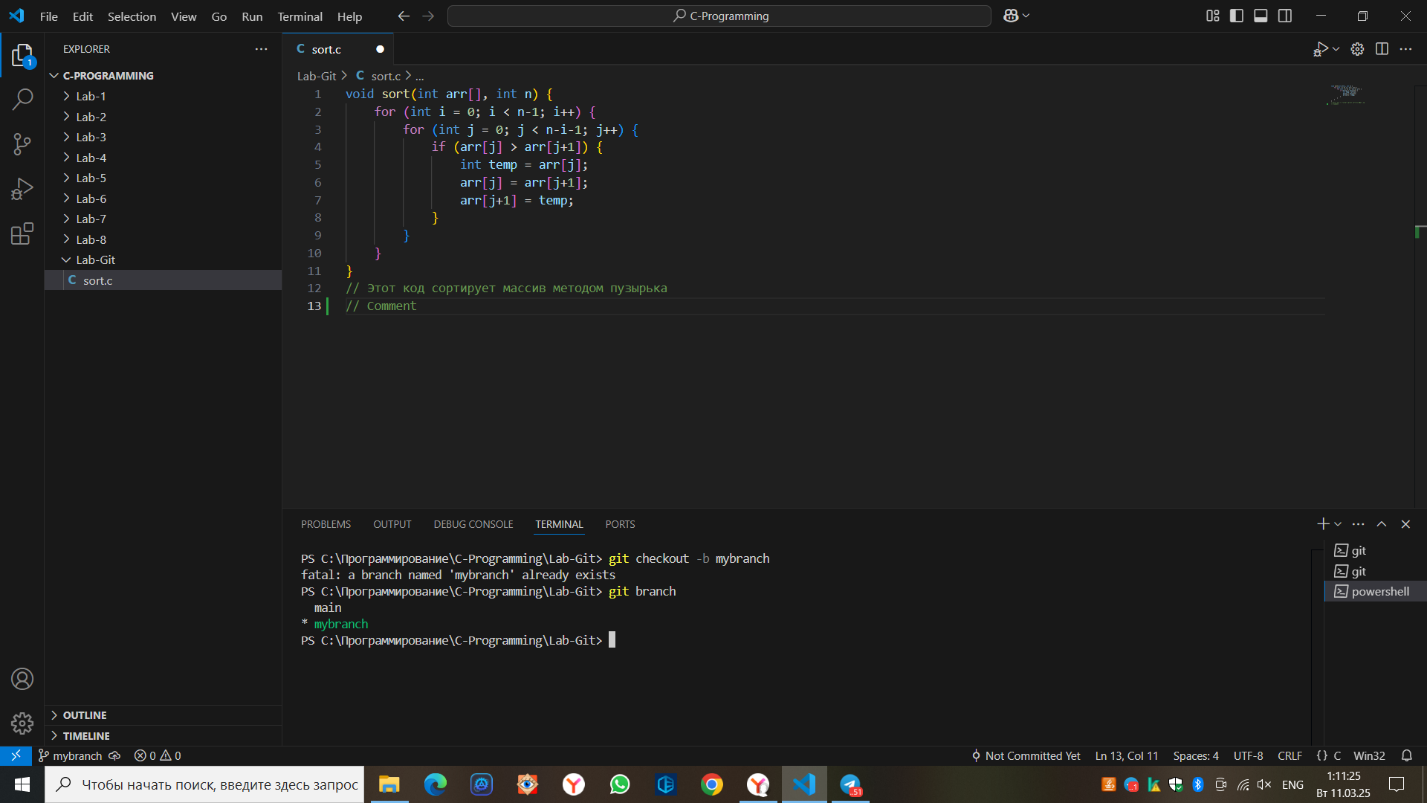 File Edit Selection View Go Run Terminal Help
C-Programming
EXPLORER
1
C-PROGRAMMING
Lab-1
Lab-2
Lab-3
Lab-4
Lab-5
Lab-6
Lab-7
Lab-8
Lab-Git
C sort.c
OUTLINE
TIMELINE
C sort.c
Lab-Git > C sort.c > ...
1 void sort(int arr[], int n) {
2 for (int i = 0; i < n-1; i++) {
3 for (int j = 0; j < n-i-1; j++) {
4 if (arr[j] > arr[j+1]) {
5 int temp = arr[j];
6 arr[j] = arr[j+1];
7 arr[j+1] = temp;
8 }
9 }
10 }
11 }
12 // Этот код сортирует массив методом пузырька
13 // Comment
PROBLEMS OUTPUT DEBUG CONSOLE TERMINAL PORTS
PS C:\Программирование\C-Programming\Lab-Git> git checkout -b mybranch
fatal: a branch named 'mybranch' already exists
PS C:\Программирование\C-Programming\Lab-Git> git branch
main
* mybranch
PS C:\Программирование\C-Programming\Lab-Git>
git
git
powershell
mybranch 0 0 Not Committed Yet Ln 13, Col 11 Spaces: 4 UTF-8 CRLF {} C Win32
Чтобы начать поиск, введите здесь запрос
51
ENG
1:11:25
Вт 11.03.25